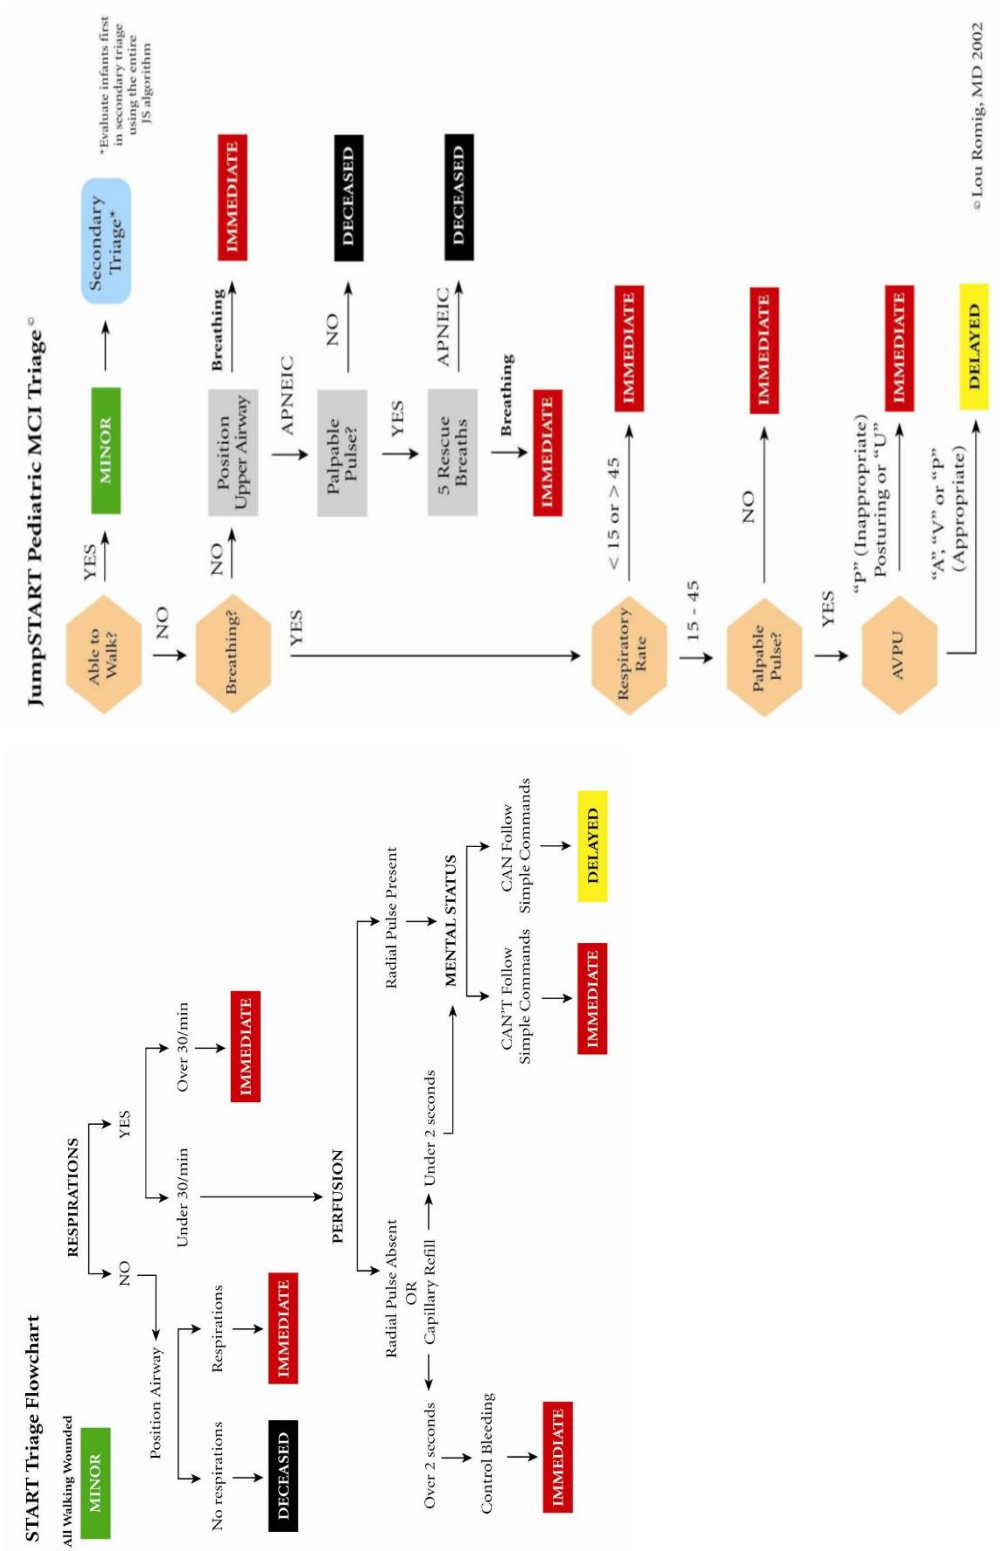 START Triage Flowchart
All Walking Wounded
MINOR
RESPIRATIONS
NO
YES
Position Airway
Under 30/min
Over 30/min
No respirations
Respirations
IMMEDIATE
DECEASED
IMMEDIATE
PERFUSION
Radial Pulse Absent
OR
Capillary Refill
Radial Pulse Present
Over 2 seconds
Under 2 seconds
MENTAL STATUS
Control Bleeding
CAN'T Follow
Simple Commands
CAN Follow
Simple Commands
IMMEDIATE
IMMEDIATE
DELAYED
JumpSTART Pediatric MCI Triage©
Able to
Walk?
YES
MINOR
Secondary
Triage*
*Evaluate infants first
in secondary triage
using the entire
JS algorithm
NO
Breathing?
NO
Position
Upper Airway
Breathing
IMMEDIATE
YES
APNEIC
Palpable
Pulse?
NO
DECEASED
YES
5 Rescue
Breaths
APNEIC
DECEASED
Breathing
IMMEDIATE
Respiratory
Rate
< 15 or > 45
IMMEDIATE
15 - 45
Palpable
Pulse?
NO
IMMEDIATE
YES
AVPU
"P" (Inappropriate)
Posturing or "U"
IMMEDIATE
"A", "V" or "P"
(Appropriate)
DELAYED
©Lou Romig, MD 2002